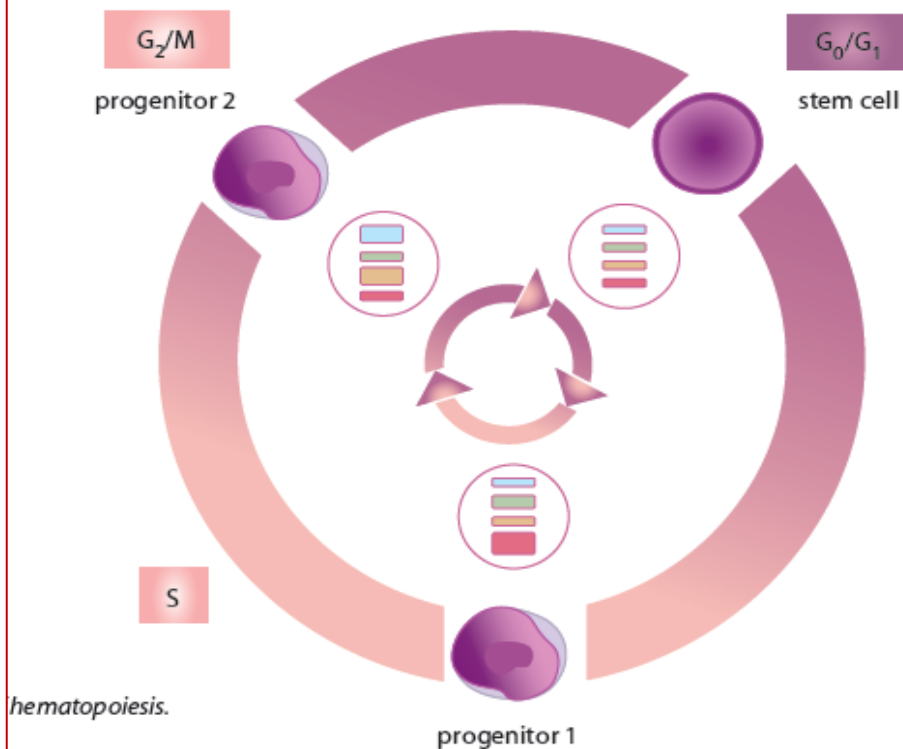 G₂/M
progenitor 2
G₀/G₁
stem cell
S
hematopoiesis.
progenitor 1